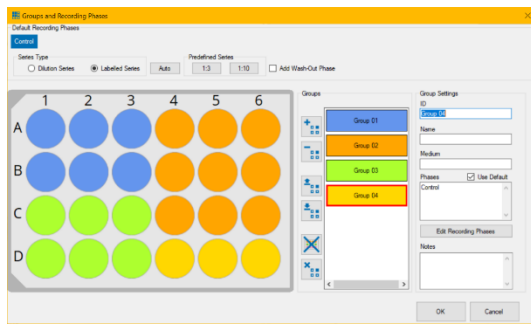 Groups and Recording Phases
Default Recording Phases
Control
Series Type
Dilution Series
Labeled Series
Auto
Predefined Series
1:3
1:10
Add Wash-Out Phase
1 2 3 4 5 6
A
B
C
D
Groups
Group 01
Group 02
Group 03
Group 04
Group Settings
ID
Group 04
Name
Medium
Phases
Use Default
Control
Edit Recording Phases
Notes
OK
Cancel